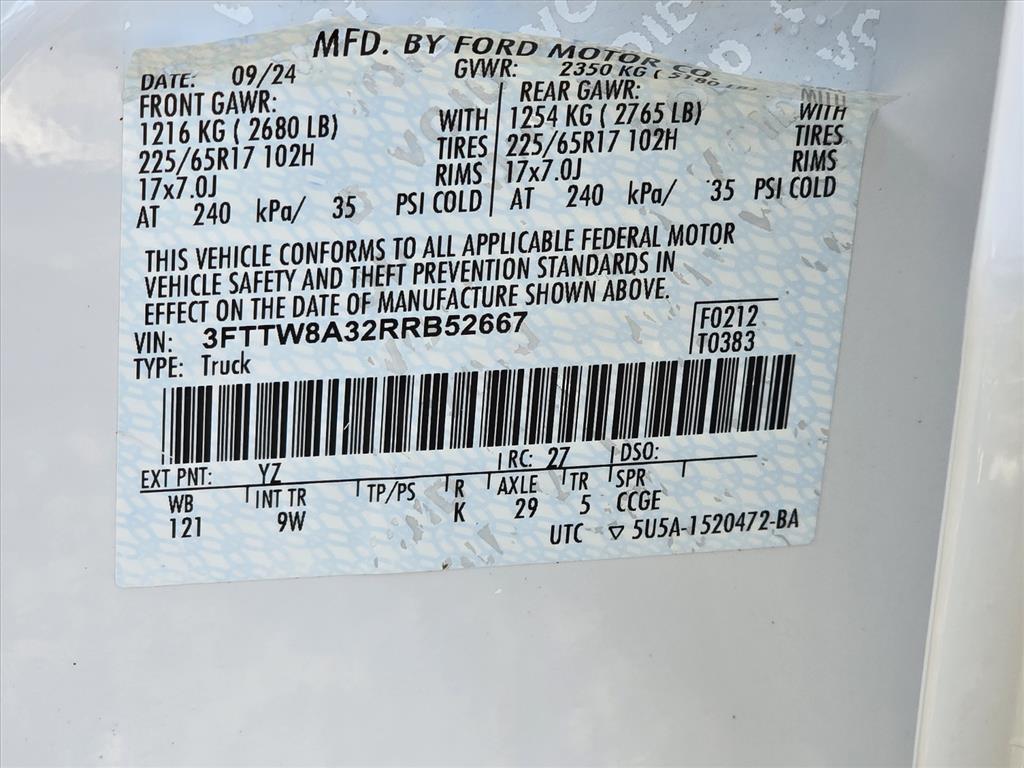 MFD. BY FORD MOTOR CO.
DATE: 09/24 GVWR: 2350 KG ( 5180 LB)
FRONT GAWR: REAR GAWR:
1216 KG ( 2680 LB) WITH 1254 KG ( 2765 LB) WITH
225/65R17 102H TIRES 225/65R17 102H TIRES
17x7.0J RIMS 17x7.0J RIMS
AT 240 kPa/ 35 PSI COLD AT 240 kPa/ 35 PSI COLD
THIS VEHICLE CONFORMS TO ALL APPLICABLE FEDERAL MOTOR
VEHICLE SAFETY AND THEFT PREVENTION STANDARDS IN
EFFECT ON THE DATE OF MANUFACTURE SHOWN ABOVE.
VIN: 3FTTW8A32RRB52667 F0212
TYPE: Truck T0383
EXT PNT: YZ RC: 27 DSO:
WB INT TR TP/PS R AXLE TR SPR
121 9W K 29 5 CCGE
UTC ▽ 5U5A-1520472-BA